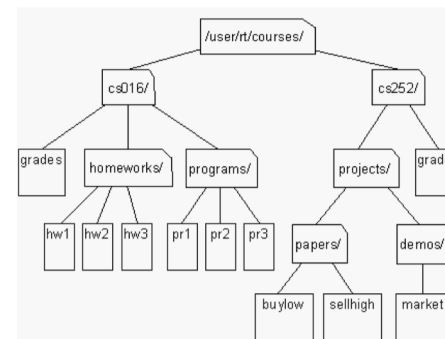 /user/rt/courses/
cs016/ cs252/
grades homeworks/ programs/ projects/ grad
hw1 hw2 hw3 pr1 pr2 pr3 papers/ demos/
buylow sellhigh market